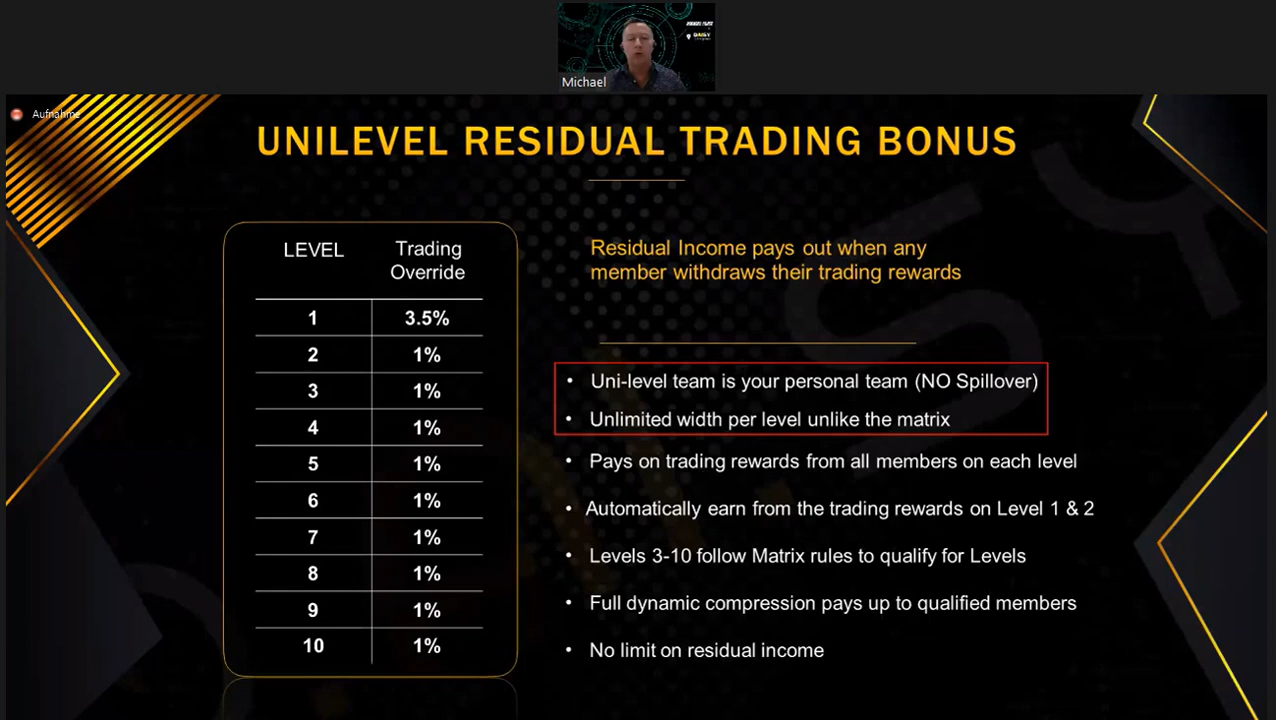 DAISY
Michael
Aufnahme
UNILEVEL RESIDUAL TRADING BONUS
LEVEL
Trading
Override
1 3.5%
2 1%
3 1%
4 1%
5 1%
6 1%
7 1%
8 1%
9 1%
10 1%
Residual Income pays out when any
member withdraws their trading rewards
• Uni-level team is your personal team (NO Spillover)
• Unlimited width per level unlike the matrix
• Pays on trading rewards from all members on each level
• Automatically earn from the trading rewards on Level 1 & 2
• Levels 3-10 follow Matrix rules to qualify for Levels
• Full dynamic compression pays up to qualified members
• No limit on residual income